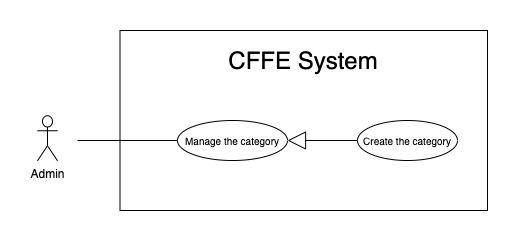 CFFE System
Manage the category
Create the category
Admin